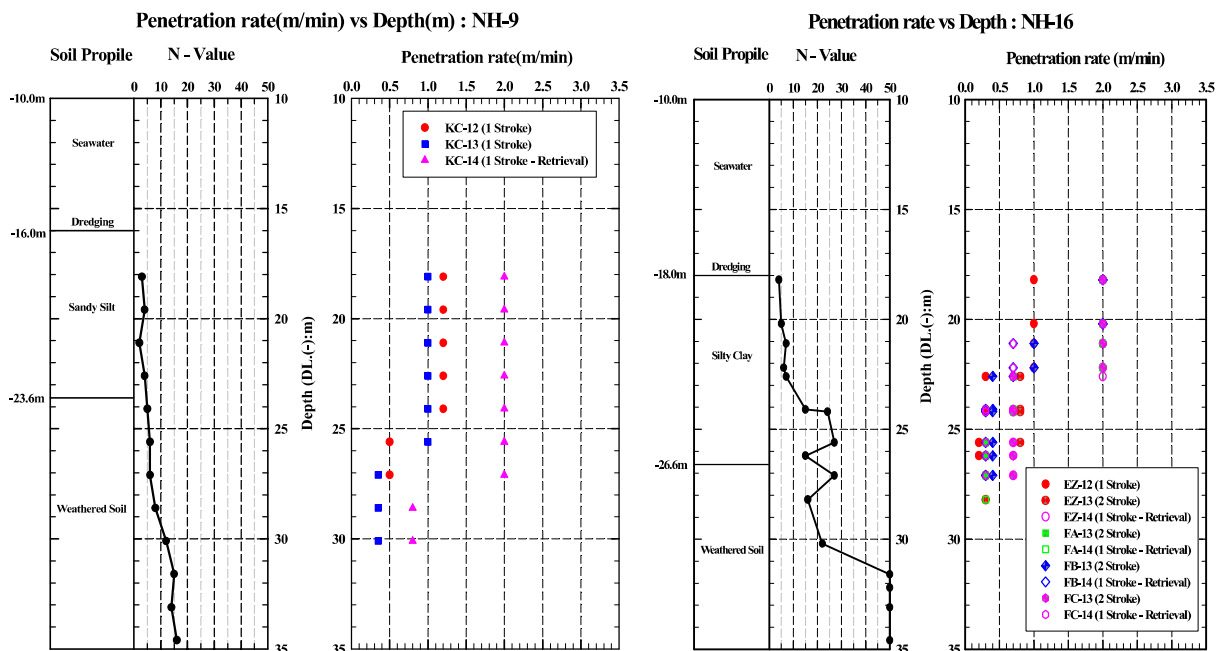 Penetration rate(m/min) vs Depth(m) : NH-9
Soil Propile
N - Value
0 10 20 30 40 50
-10.0m
Seawater
Dredging
-16.0m
Sandy Silt
-23.6m
Weathered Soil
10
15
20
25
30
35
Penetration rate(m/min)
0.0 0.5 1.0 1.5 2.0 2.5 3.0 3.5
Depth (DL.(-):m)
10
15
20
25
30
35
KC-12 (1 Stroke)
KC-13 (1 Stroke)
KC-14 (1 Stroke - Retrieval)
Penetration rate vs Depth : NH-16
Soil Propile
N - Value
0 10 20 30 40 50
-10.0m
Seawater
Dredging
-18.0m
Silty Clay
-26.6m
Weathered Soil
10
15
20
25
30
35
Penetration rate (m/min)
0.0 0.5 1.0 1.5 2.0 2.5 3.0 3.5
Depth (DL.(-):m)
10
15
20
25
30
35
EZ-12 (1 Stroke)
EZ-13 (2 Stroke)
EZ-14 (1 Stroke - Retrieval)
FA-13 (2 Stroke)
FA-14 (1 Stroke - Retrieval)
FB-13 (2 Stroke)
FB-14 (1 Stroke - Retrieval)
FC-13 (2 Stroke)
FC-14 (1 Stroke - Retrieval)